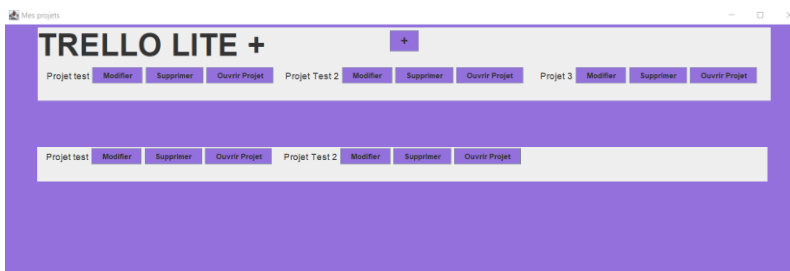 Mes projets
TRELLO LITE + +
Projet test Modifier Supprimer Ouvrir Projet Projet Test 2 Modifier Supprimer Ouvrir Projet Projet 3 Modifier Supprimer Ouvrir Projet
Projet test Modifier Supprimer Ouvrir Projet Projet Test 2 Modifier Supprimer Ouvrir Projet